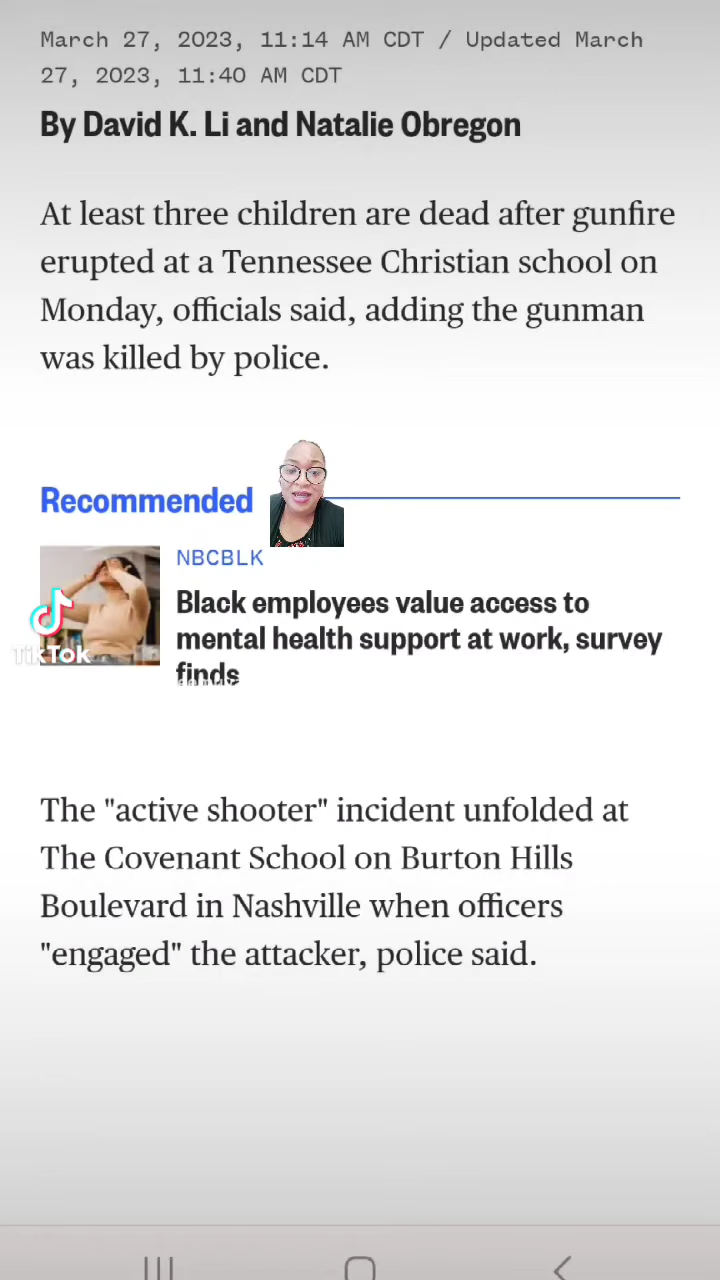 March 27, 2023, 11:14 AM CDT / Updated March
27, 2023, 11:40 AM CDT
By David K. Li and Natalie Obregon
At least three children are dead after gunfire
erupted at a Tennessee Christian school on
Monday, officials said, adding the gunman
was killed by police.
Recommended
NBCBLK
Black employees value access to
mental health support at work, survey
finds
TikTok
The "active shooter" incident unfolded at
The Covenant School on Burton Hills
Boulevard in Nashville when officers
"engaged" the attacker, police said.